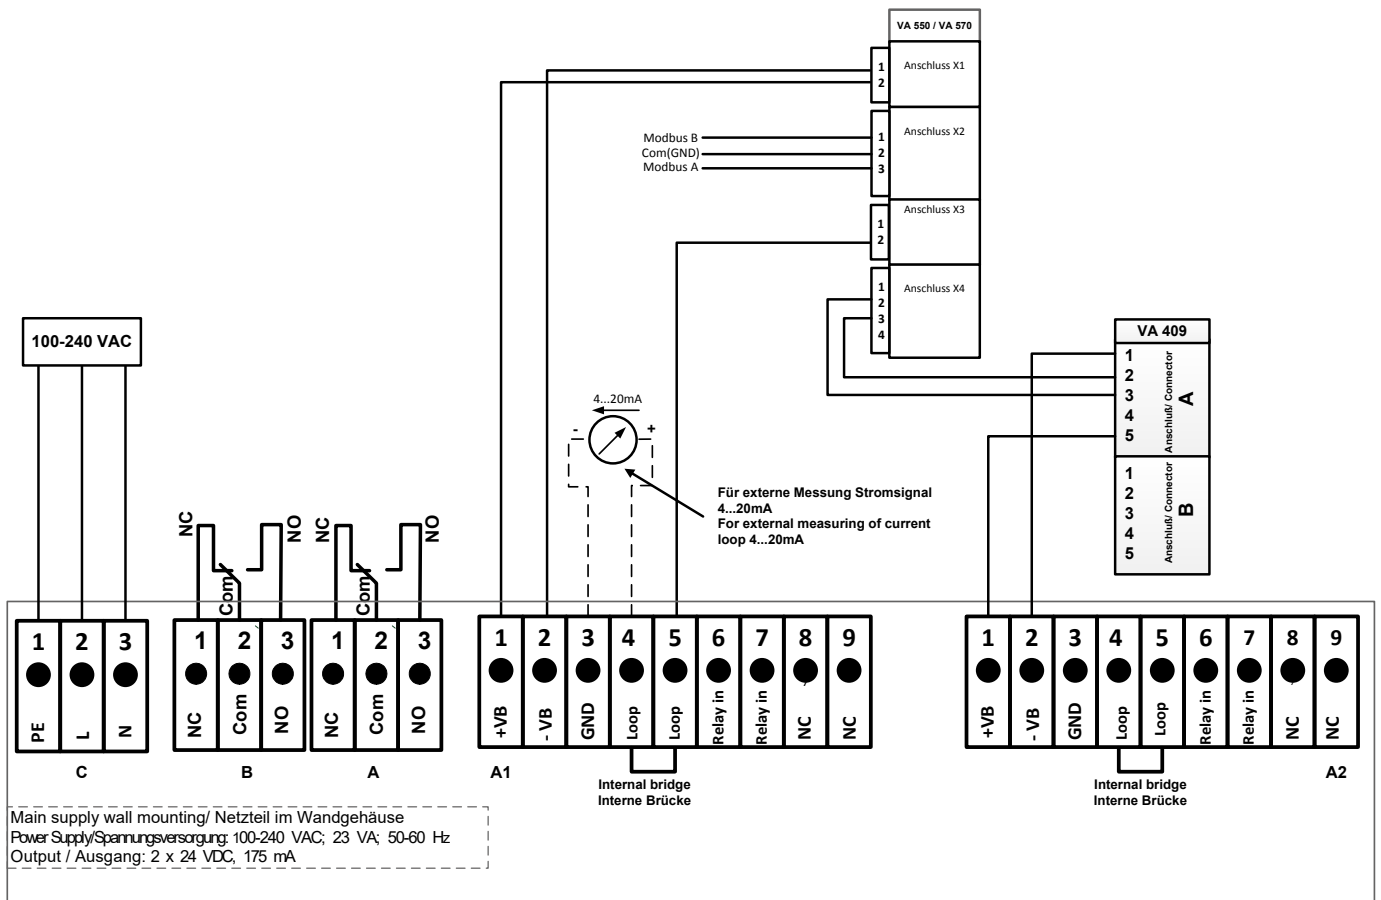 VA 550 / VA 570
1 Anschluss X1
2
Modbus B 1 Anschluss X2
Com(GND) 2
Modbus A 3
Anschluss X3
1
2
1 Anschluss X4
2
3
4
100-240 VAC
VA 409
1
2
3
4
5
Anschluß/ Connector
A
1
2
3
4
5
Anschluß/ Connector
B
4...20mA
- +
Für externe Messung Stromsignal
4...20mA
For external measuring of current
loop 4...20mA
NC Com NO
NC Com NO
1 2 3
PE L N
C
1 2 3
NC Com NO
B
1 2 3
NC Com NO
A
1 2 3 4 5 6 7 8 9
+VB - VB GND Loop Loop Relay in Relay in NC NC
A1
Internal bridge
Interne Brücke
1 2 3 4 5 6 7 8 9
+VB - VB GND Loop Loop Relay in Relay in NC NC
A2
Internal bridge
Interne Brücke
Main supply wall mounting/ Netzteil im Wandgehäuse
Power Supply/Spannungsversorgung: 100-240 VAC; 23 VA; 50-60 Hz
Output / Ausgang: 2 x 24 VDC, 175 mA